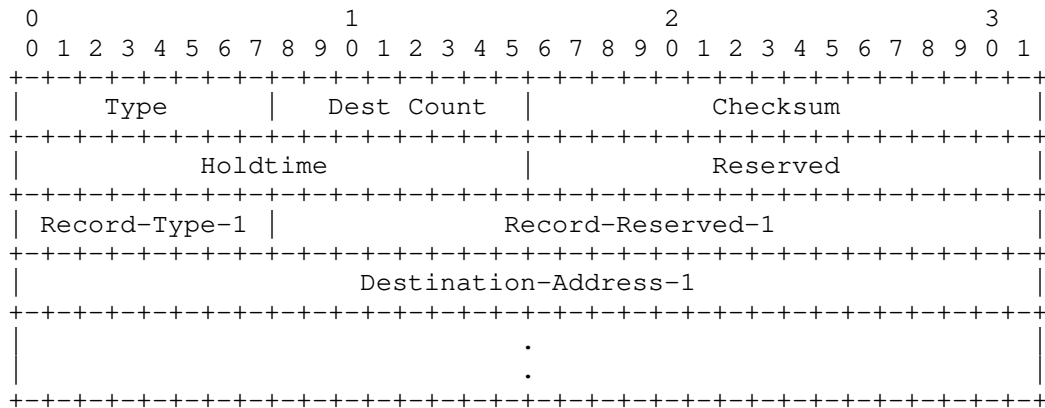 0                   1                   2                   3
 0 1 2 3 4 5 6 7 8 9 0 1 2 3 4 5 6 7 8 9 0 1 2 3 4 5 6 7 8 9 0 1
+-+-+-+-+-+-+-+-+-+-+-+-+-+-+-+-+-+-+-+-+-+-+-+-+-+-+-+-+-+-+-+-+
|     Type      |   Dest Count  |           Checksum            |
+-+-+-+-+-+-+-+-+-+-+-+-+-+-+-+-+-+-+-+-+-+-+-+-+-+-+-+-+-+-+-+-+
|           Holdtime            |           Reserved            |
+-+-+-+-+-+-+-+-+-+-+-+-+-+-+-+-+-+-+-+-+-+-+-+-+-+-+-+-+-+-+-+-+
| Record-Type-1 |              Record-Reserved-1                |
+-+-+-+-+-+-+-+-+-+-+-+-+-+-+-+-+-+-+-+-+-+-+-+-+-+-+-+-+-+-+-+-+
|                     Destination-Address-1                     |
+-+-+-+-+-+-+-+-+-+-+-+-+-+-+-+-+-+-+-+-+-+-+-+-+-+-+-+-+-+-+-+-+
|                               .                               |
|                               .                               |
+-+-+-+-+-+-+-+-+-+-+-+-+-+-+-+-+-+-+-+-+-+-+-+-+-+-+-+-+-+-+-+-+